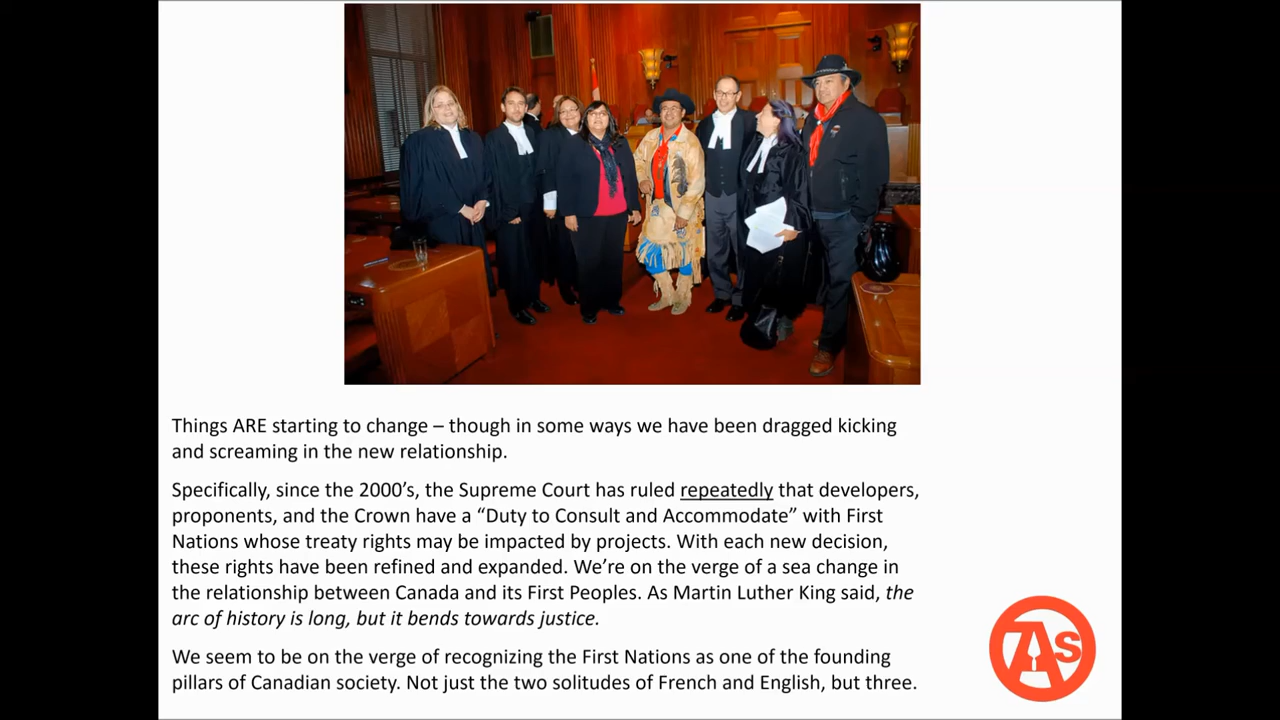 Things ARE starting to change – though in some ways we have been dragged kicking
and screaming in the new relationship.
Specifically, since the 2000’s, the Supreme Court has ruled repeatedly that developers,
proponents, and the Crown have a “Duty to Consult and Accommodate” with First
Nations whose treaty rights may be impacted by projects. With each new decision,
these rights have been refined and expanded. We’re on the verge of a sea change in
the relationship between Canada and its First Peoples. As Martin Luther King said, the
arc of history is long, but it bends towards justice.
We seem to be on the verge of recognizing the First Nations as one of the founding
pillars of Canadian society. Not just the two solitudes of French and English, but three.
7As